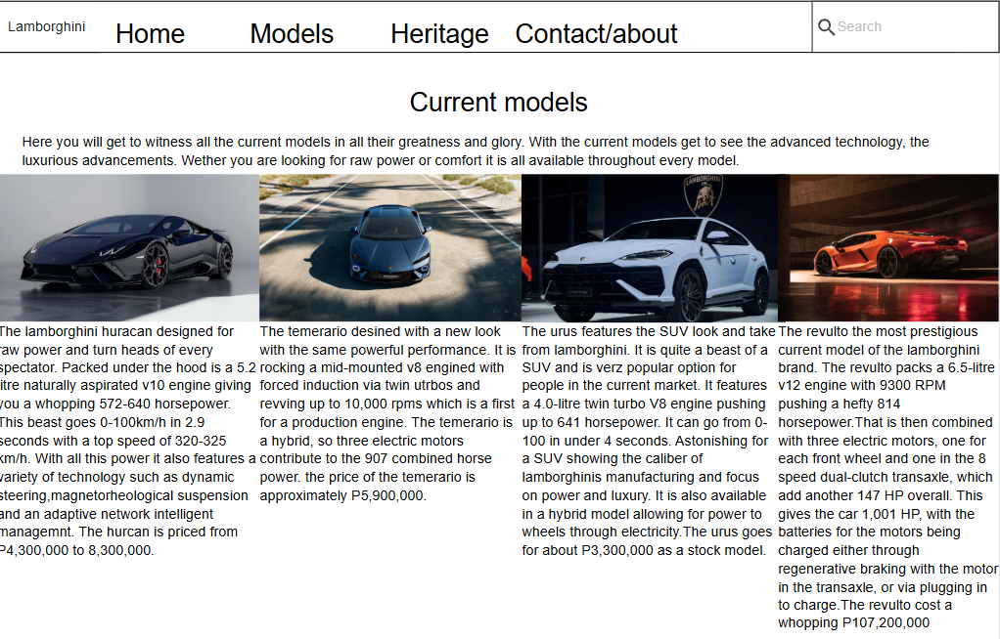 Lamborghini
Home
Models
Heritage
Contact/about
Search
Current models
Here you will get to witness all the current models in all their greatness and glory. With the current models get to see the advanced technology, the
luxurious advancements. Wether you are looking for raw power or comfort it is all available throughout every model.
LAMBORGHINI
The lamborghini huracan designed for
raw power and turn heads of every
spectator. Packed under the hood is a 5.2
litre naturally aspirated v10 engine giving
you a whopping 572-640 horsepower.
This beast goes 0-100km/h in 2.9
seconds with a top speed of 320-325
km/h. With all this power it also features a
variety of technology such as dynamic
steering,magnetorheological suspension
and an adaptive network intelligent
managemnt. The hurcan is priced from
P4,300,000 to 8,300,000.
The temerario desined with a new look
with the same powerful performance. It is
rocking a mid-mounted v8 engined with
forced induction via twin utrbos and
revving up to 10,000 rpms which is a first
for a production engine. The temerario is
a hybrid, so three electric motors
contribute to the 907 combined horse
power. the price of the temerario is
approximately P5,900,000.
The urus features the SUV look and take
from lamborghini. It is quite a beast of a
SUV and is verz popular option for
people in the current market. It features
a 4.0-litre twin turbo V8 engine pushing
up to 641 horsepower. It can go from 0-
100 in under 4 seconds. Astonishing for
a SUV showing the caliber of
lamborghinis manufacturing and focus
on power and luxury. It is also available
in a hybrid model allowing for power to
wheels through electricity.The urus goes
for about P3,300,000 as a stock model.
The revulto the most prestigious
current model of the lamborghini
brand. The revulto packs a 6.5-litre
v12 engine with 9300 RPM
pushing a hefty 814
horsepower.That is then combined
with three electric motors, one for
each front wheel and one in the 8
speed dual-clutch transaxle, which
add another 147 HP overall. This
gives the car 1,001 HP, with the
batteries for the motors being
charged either through
regenerative braking with the motor
in the transaxle, or via plugging in
to charge.The revulto cost a
whopping P107,200,000